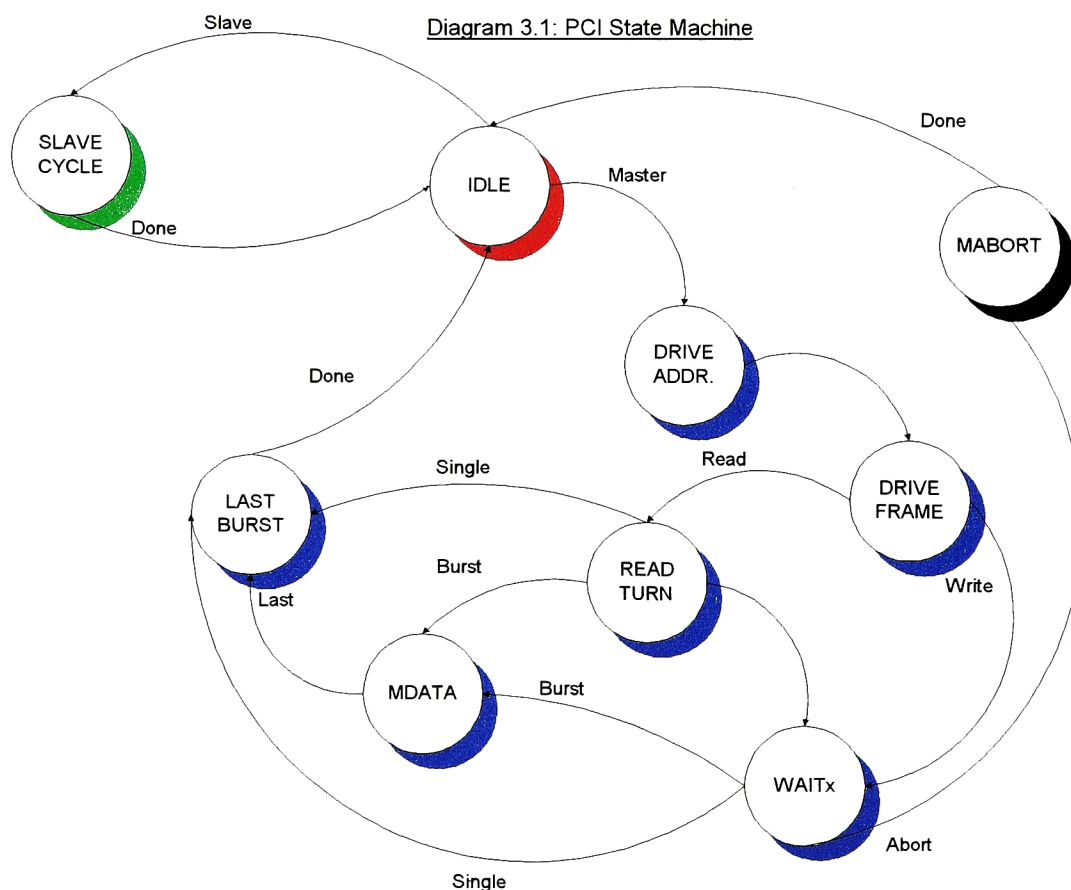 Diagram 3.1: PCI State Machine
Slave
SLAVE
CYCLE
Done
IDLE
Master
Done
MABORT
DRIVE
ADDR.
Done
Single
Read
DRIVE
FRAME
LAST
BURST
Burst
READ
TURN
Write
Last
MDATA
Burst
WAITx
Abort
Single